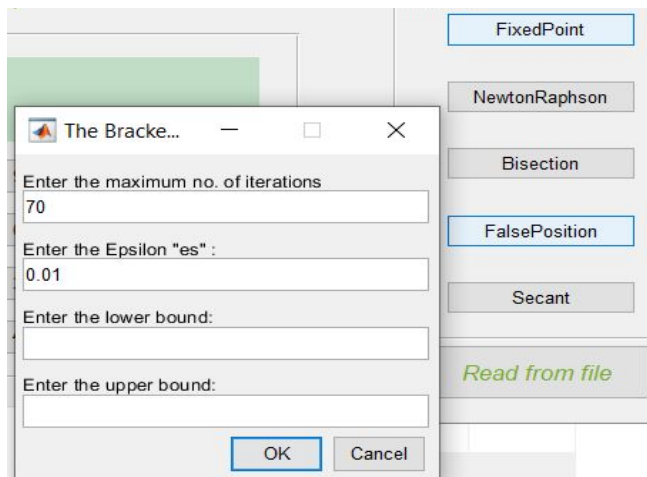 FixedPoint
NewtonRaphson
Bisection
FalsePosition
Secant
Read from file
The Bracke...
Enter the maximum no. of iterations
70
Enter the Epsilon "es" :
0.01
Enter the lower bound:
Enter the upper bound:
OK
Cancel